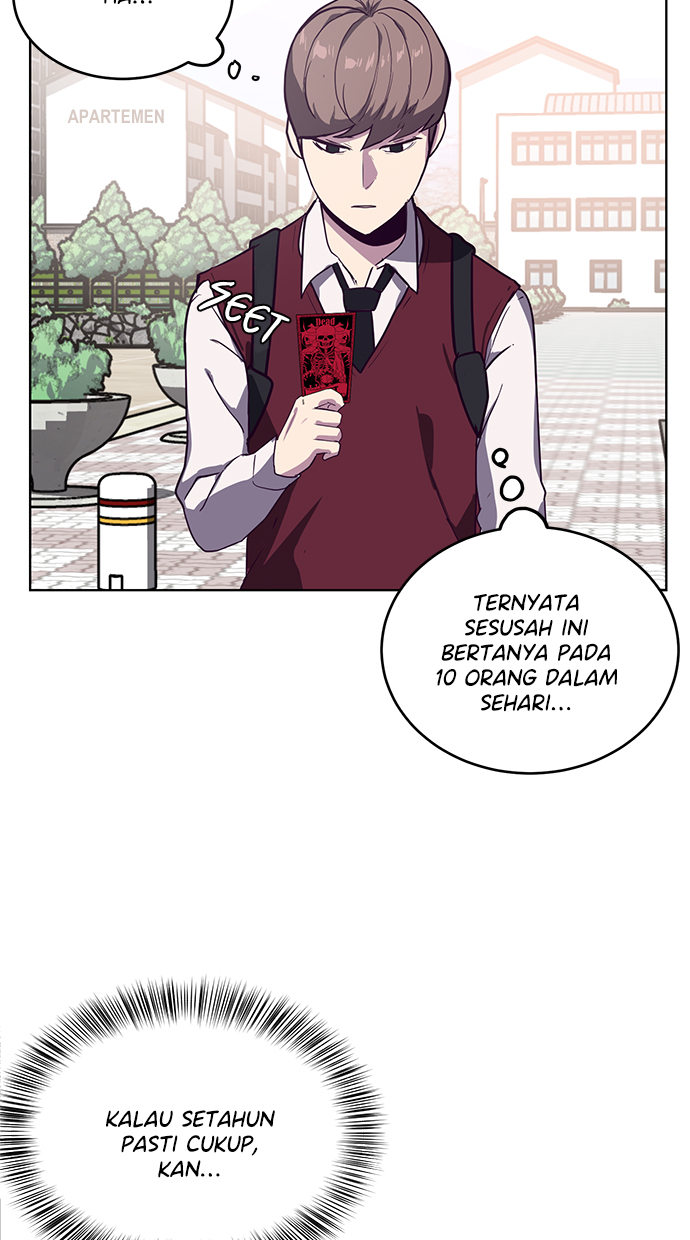 APARTEMEN
SEET
Dead
TERNYATA
SESUSAH INI
BERTANYA PADA
10 ORANG DALAM
SEHARI...
KALAU SETAHUN
PASTI CUKUP,
KAN...